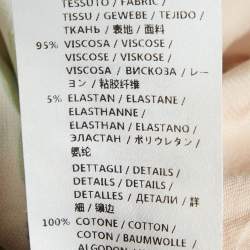 TESSUTO / FABRIC /
TISSU / GEWEBE / TEJIDO /
ТКАНЬ / 表地 / 面料
95% VISCOSA / VISCOSE /
VISCOSE / VISKOSE /
VISCOSA / ВИСКОЗА / レー
ヨン / 粘胶纤维
5% ELASTAN / ELASTANE /
ELASTHANNE /
ELASTHAN / ELASTANO /
ЭЛАСТАН / ポリウレタン /
氨纶
DETTAGLI / DETAILS /
DETAILS / DETAILS /
DETALLES / ДЕТАЛИ / 詳
細 / 镶边
100% COTONE / COTTON /
COTON / BAUMWOLLE /
ALGODON /